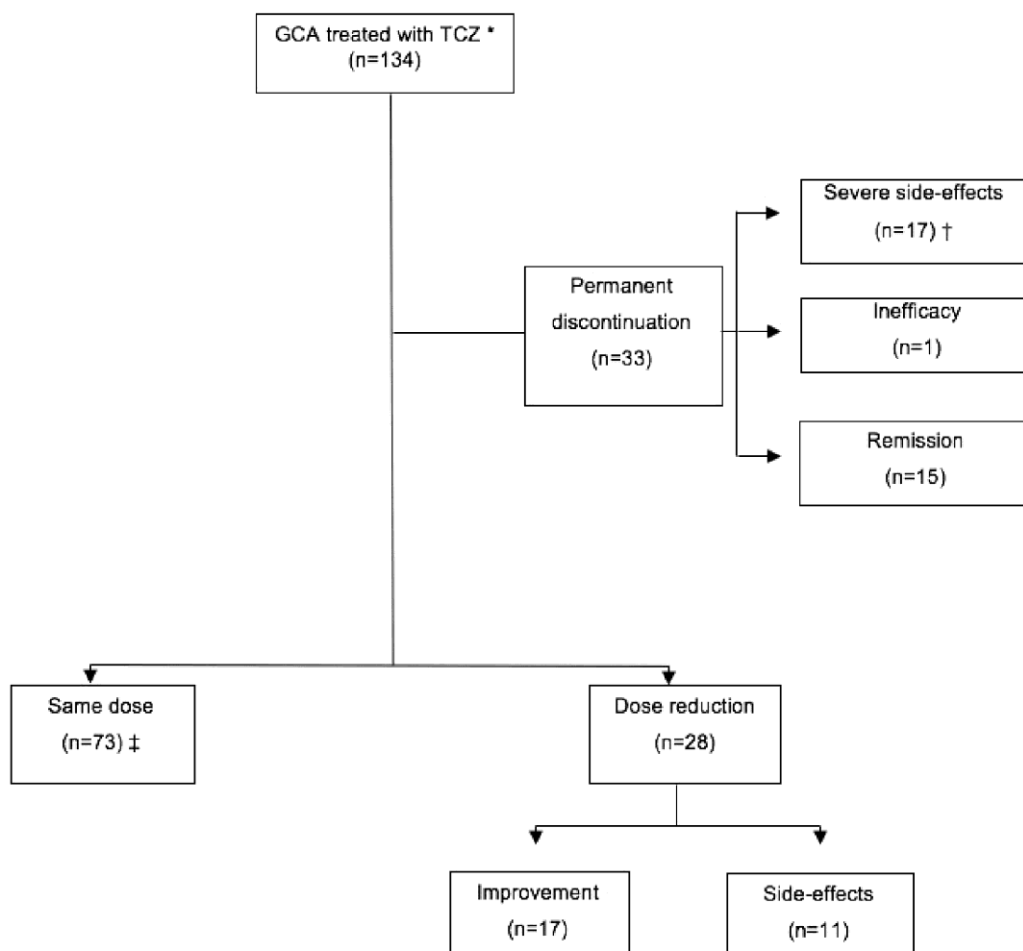 GCA treated with TCZ *
(n=134)
Severe side-effects
(n=17) †
Permanent
discontinuation
(n=33)
Inefficacy
(n=1)
Remission
(n=15)
Same dose
(n=73) ‡
Dose reduction
(n=28)
Improvement
(n=17)
Side-effects
(n=11)